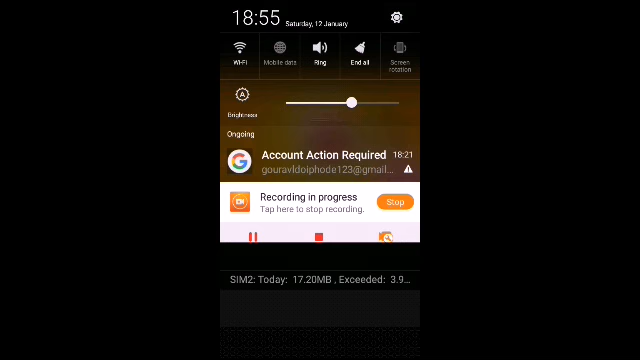 18:55 Saturday, 12 January
Wi-Fi Mobile data Ring End all Screen rotation
A
Brightness
Ongoing
Account Action Required 18:21
gouravldoiphode123@gmail...
Recording in progress
Tap here to stop recording.
Stop
SIM2: Today: 17.20MB , Exceeded: 3.9...